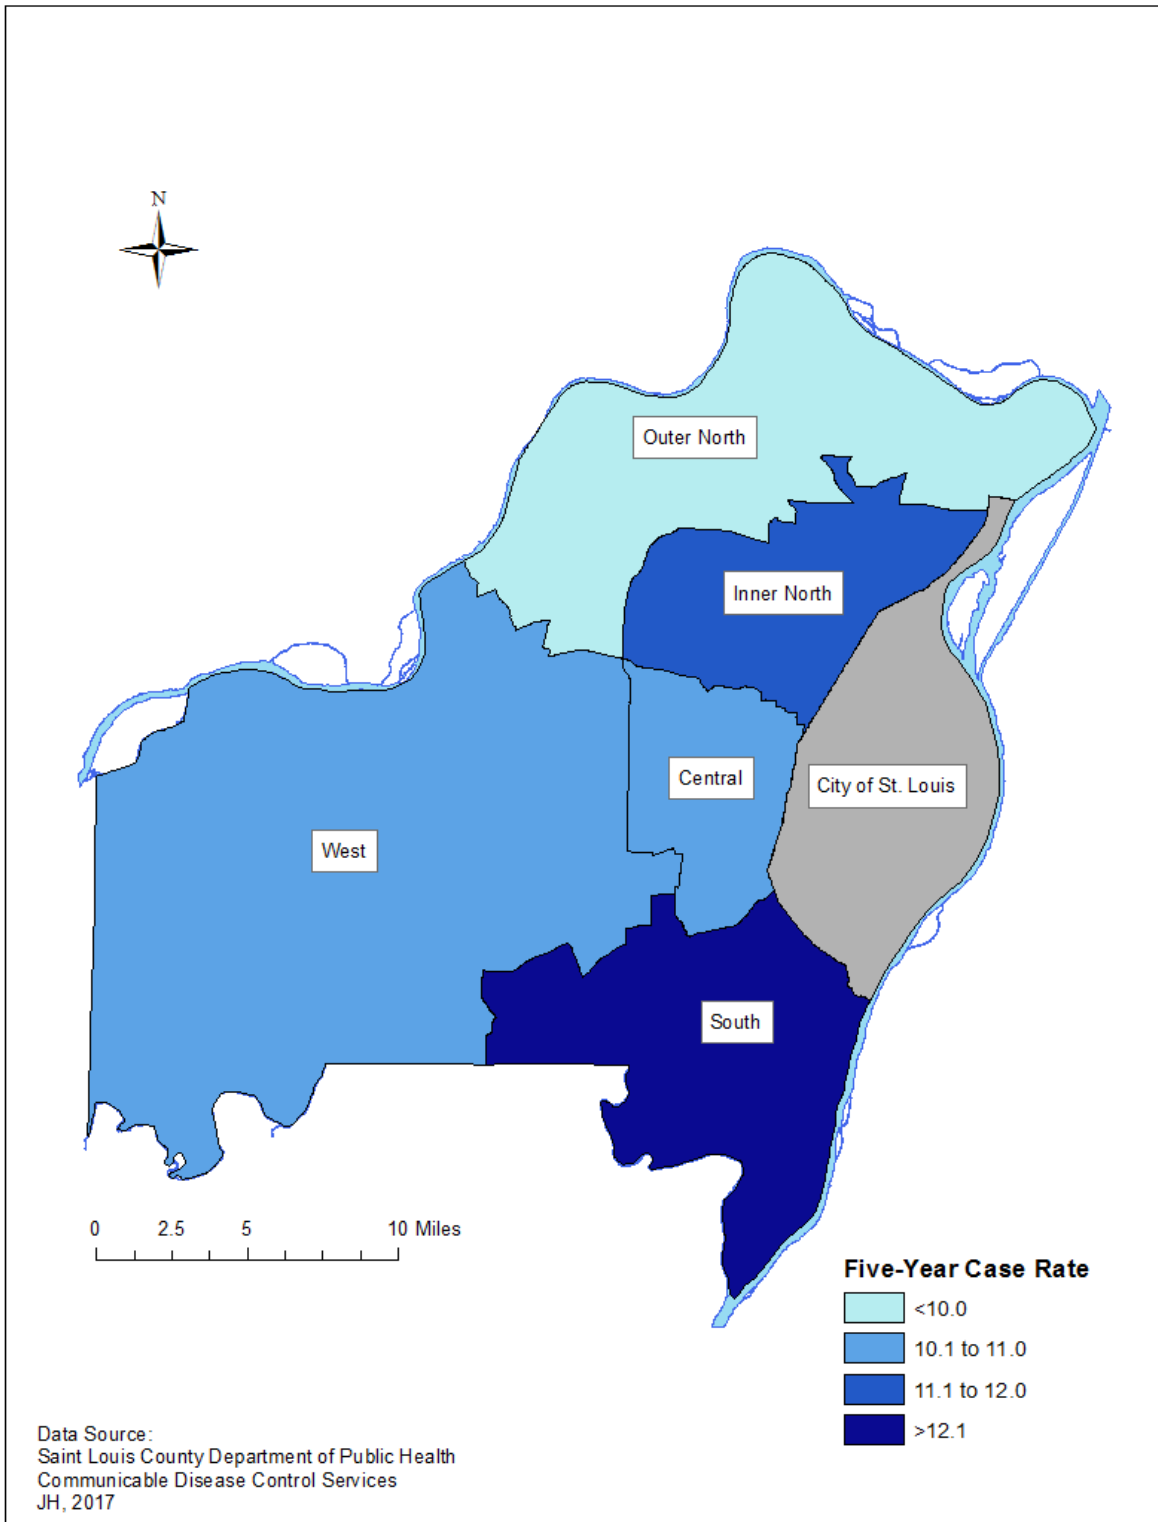 N
Outer North
Inner North
Central
City of St. Louis
West
South
0 2.5 5 10 Miles
Five-Year Case Rate
<10.0
10.1 to 11.0
11.1 to 12.0
>12.1
Data Source:
Saint Louis County Department of Public Health
Communicable Disease Control Services
JH, 2017